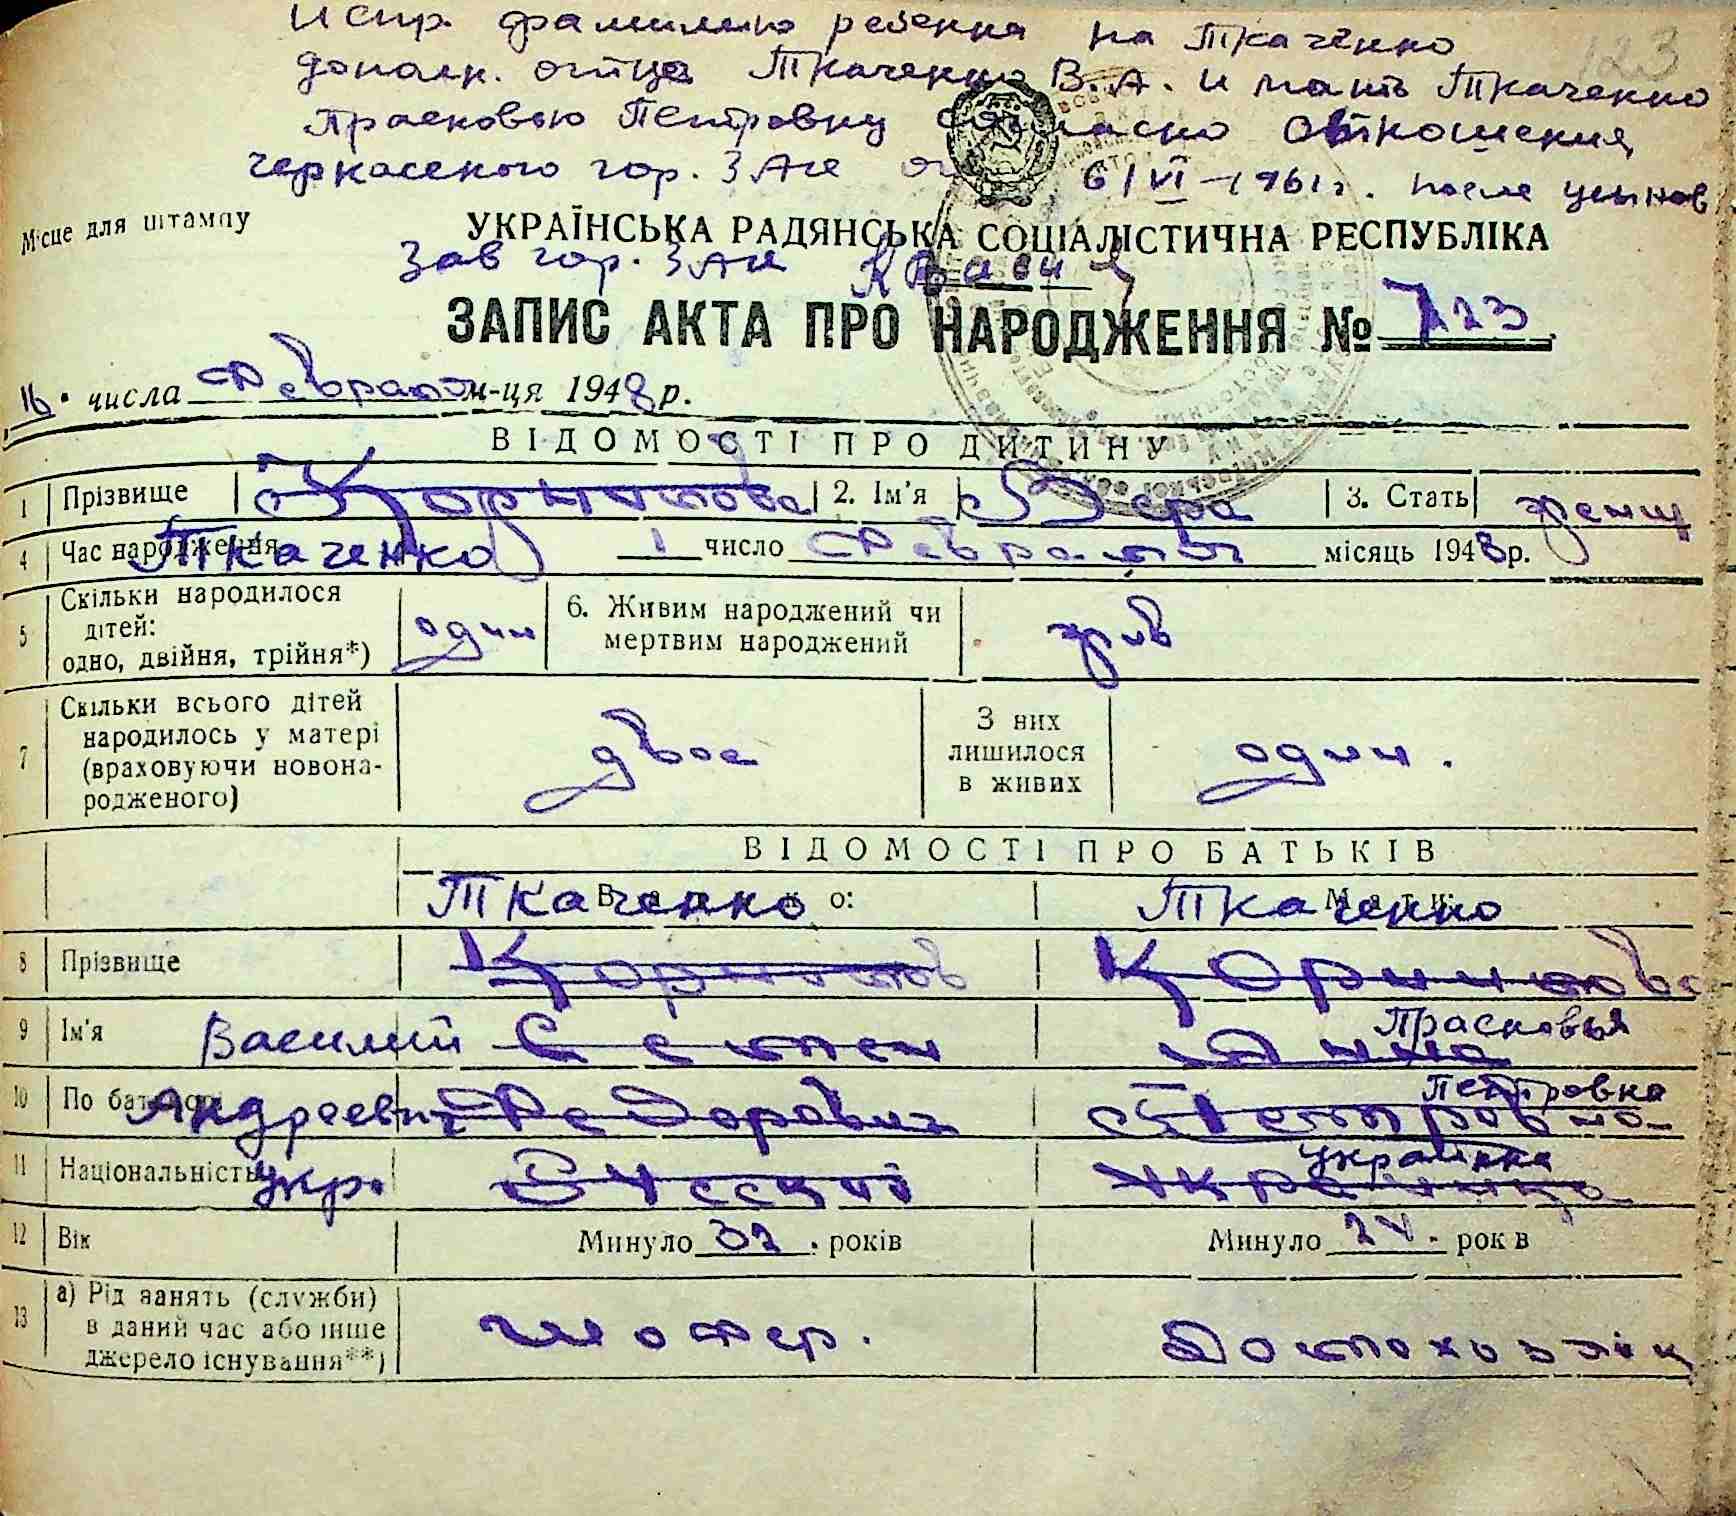 123
Испр. фамилию ребенка на Ткаченко
дополн. отца Ткаченко В.А. и мать Ткаченко
Прасковью Петровну согласно отношения
Черкасского гор. ЗАГС от 6/VI-1961г. после усынов
Місце для штампу
УКРАЇНСЬКА РАДЯНСЬКА СОЦІАЛІСТИЧНА РЕСПУБЛІКА
Зав гор. ЗАГС
ЗАПИС АКТА ПРО НАРОДЖЕННЯ № 123
16. числа Февраля м-ця 1948 р.
ВІДОМОСТІ ПРО ДИТИНУ
1 Прізвище Корнилова 2. Ім'я Вера 3. Стать женщ
Ткаченко
4 Час народження 1 число Февраля місяць 1948 р.
5 Скільки народилося дітей: одно, двійня, трійня*) один 6. Живим народжений чи мертвим народжений жив
7 Скільки всього дітей народилось у матері (враховуючи новонародженого) двое З них лишилося в живих один.
ВІДОМОСТІ ПРО БАТЬКІВ
Батько: Мати:
Ткаченко Ткаченко
8 Прізвище Корнилов Корнилова
9 Ім'я Василий Семен Анна Прасковья
10 По батькові Андреевич Федорович Петровна Петровна
11 Національність Укр. Русский Украинка украинка
12 Вік Минуло 32. років Минуло 24. років
13 а) Рід занять (служби) в даний час або інше джерело існування**) шофер. Домохозяйк